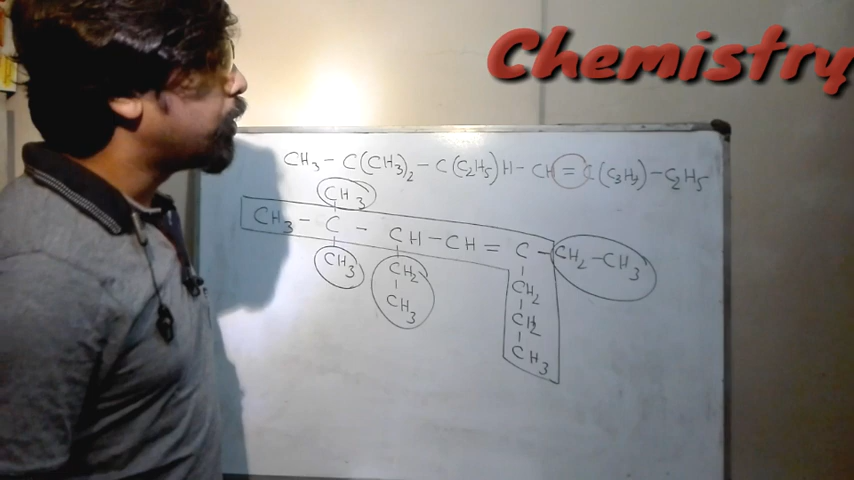 Chemistry
CH3 - C(CH3)2 - C(C2H5)H - CH = C(C3H7) - C2H5
CH3
CH3 - C - CH - CH = C - CH2 - CH3
CH3 CH2 CH2
CH3 CH2
CH3